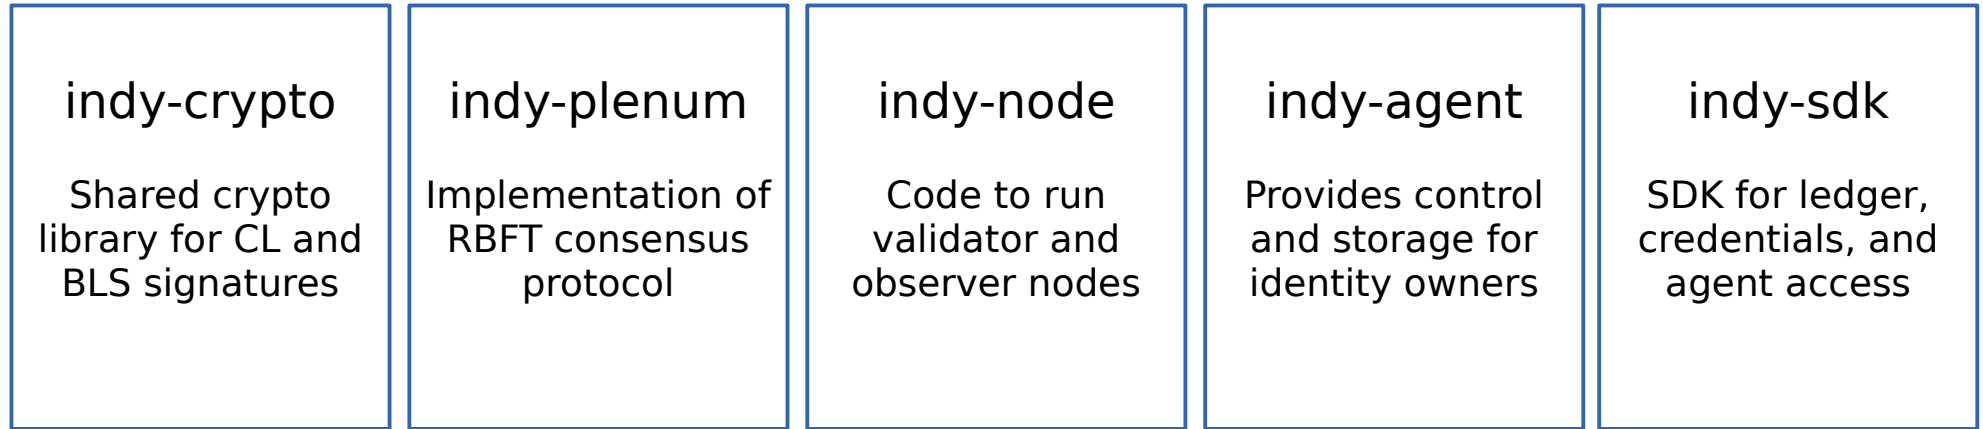 indy-crypto
Shared crypto
library for CL and
BLS signatures
indy-plenum
Implementation of
RBFT consensus
protocol
indy-node
Code to run
validator and
observer nodes
indy-agent
Provides control
and storage for
identity owners
indy-sdk
SDK for ledger,
credentials, and
agent access